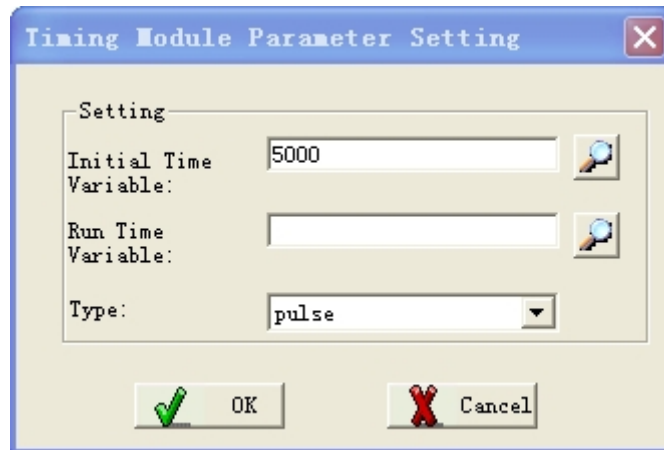 Timing Module Parameter Setting
Setting
Initial Time
Variable:
5000
Run Time
Variable:
Type:
pulse
OK
Cancel